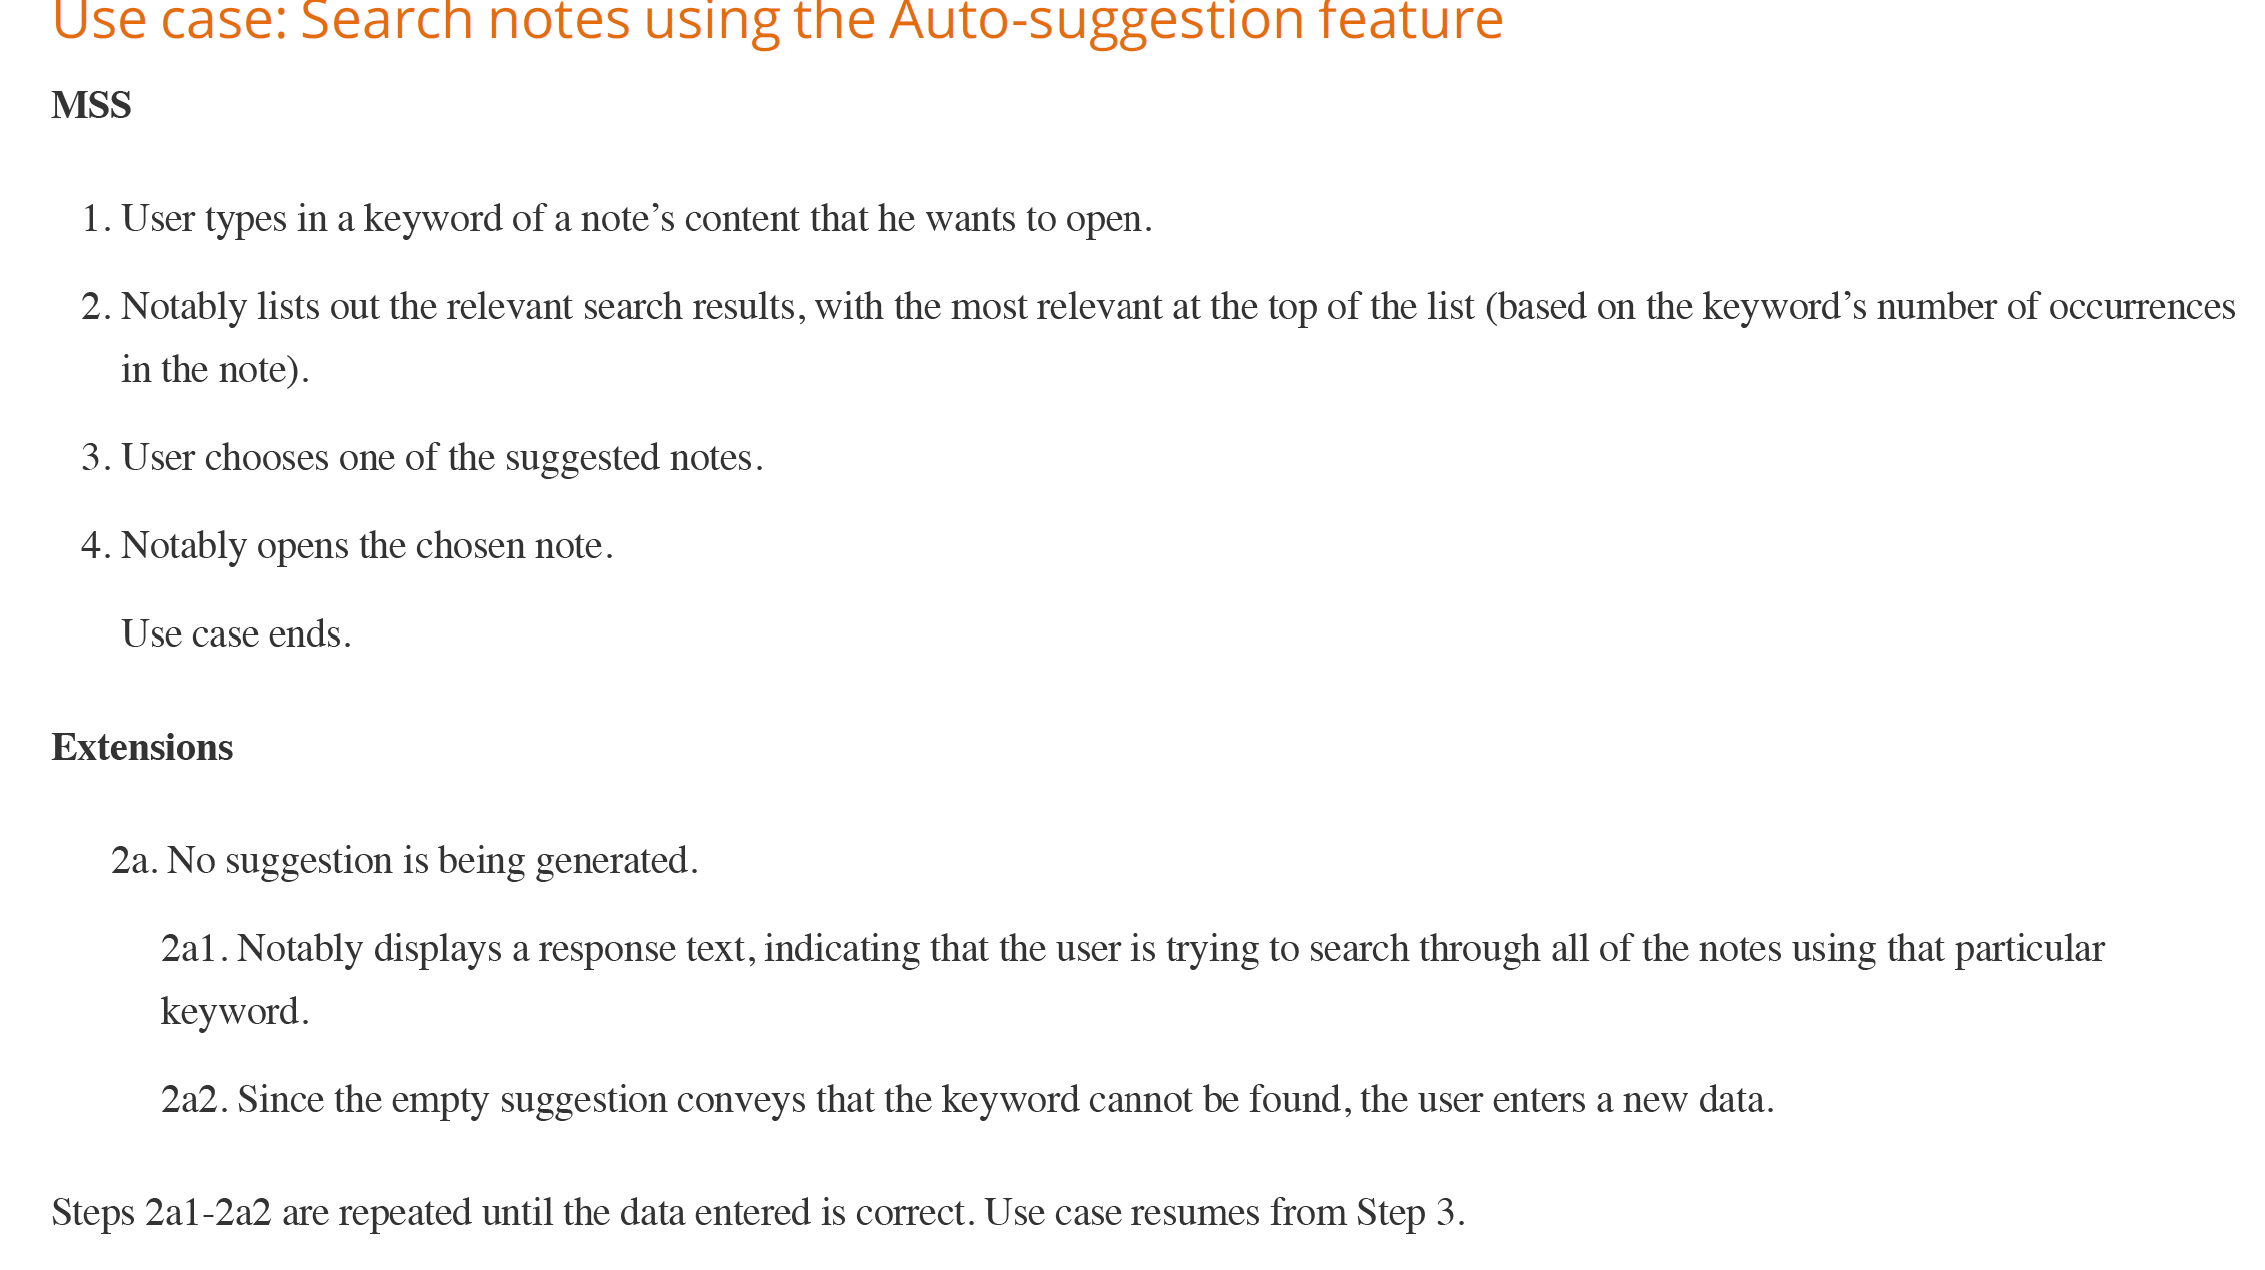 Use case: Search notes using the Auto-suggestion feature
MSS
1. User types in a keyword of a note’s content that he wants to open.
2. Notably lists out the relevant search results, with the most relevant at the top of the list (based on the keyword’s number of occurrences
in the note).
3. User chooses one of the suggested notes.
4. Notably opens the chosen note.
Use case ends.
Extensions
2a. No suggestion is being generated.
2a1. Notably displays a response text, indicating that the user is trying to search through all of the notes using that particular
keyword.
2a2. Since the empty suggestion conveys that the keyword cannot be found, the user enters a new data.
Steps 2a1-2a2 are repeated until the data entered is correct. Use case resumes from Step 3.